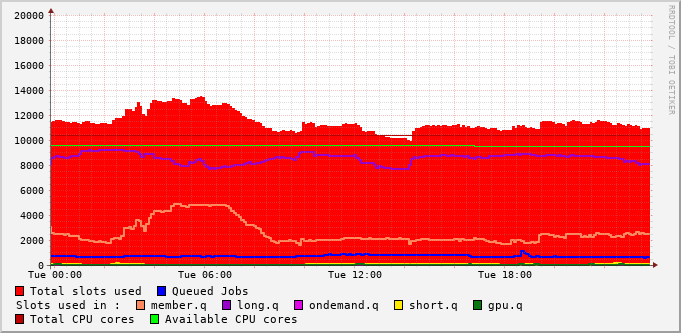 20000
18000
16000
14000
12000
10000
8000
6000
4000
2000
0
Tue 00:00 Tue 06:00 Tue 12:00 Tue 18:00
Total slots used Queued Jobs
Slots used in : member.q long.q ondemand.q short.q gpu.q
Total CPU cores Available CPU cores
RRDTOOL / TOBI OETIKER